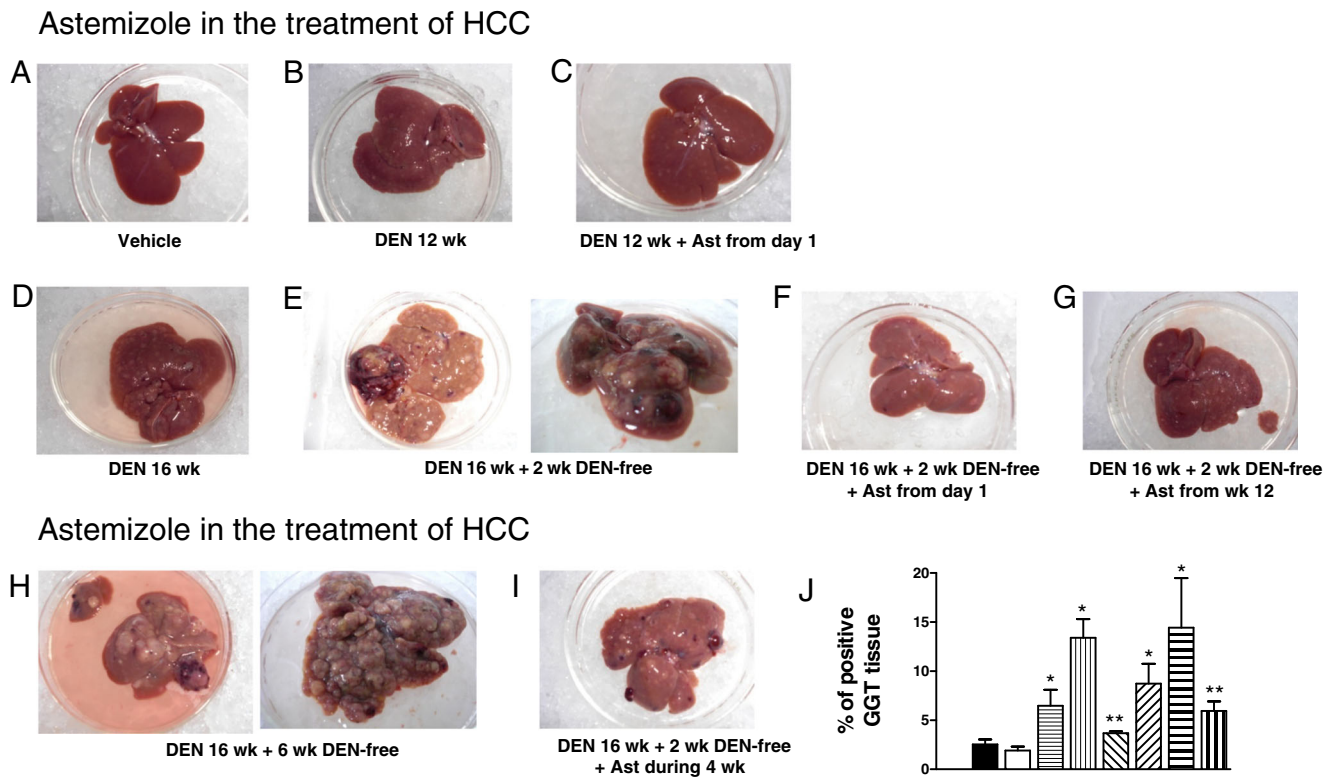 Astemizole in the treatment of HCC
A
B
C
Vehicle
DEN 12 wk
DEN 12 wk + Ast from day 1
D
E
F
G
DEN 16 wk
DEN 16 wk + 2 wk DEN-free
DEN 16 wk + 2 wk DEN-free
+ Ast from day 1
DEN 16 wk + 2 wk DEN-free
+ Ast from wk 12
Astemizole in the treatment of HCC
H
I
J
DEN 16 wk + 6 wk DEN-free
DEN 16 wk + 2 wk DEN-free
+ Ast during 4 wk
% of positive
GGT tissue
20
15
10
5
0
*
*
**
*
*
**